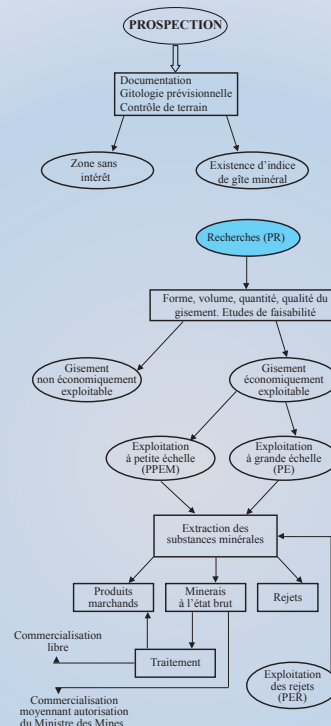 PROSPECTION
Documentation
Gitologie prévisionnelle
Contrôle de terrain
Zone sans
intérêt
Existence d'indice
de gîte minéral
Recherches (PR)
Forme, volume, quantité, qualité du
gisement. Etudes de faisabilité
Gisement
non économiquement
exploitable
Gisement
économiquement
exploitable
Exploitation
à petite échelle
(PPEM)
Exploitation
à grande échelle
(PE)
Extraction des
substances minérales
Produits
marchands
Minerais
à l'état brut
Rejets
Commercialisation
libre
Traitement
Exploitation
des rejets (PER)
Commercialisation
moyennant autorisation
du Ministre des Mines